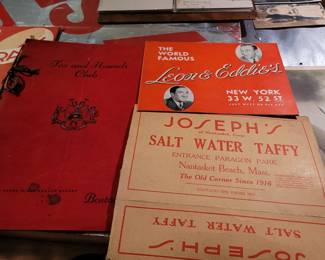 Fox and Hounds
Club
THE WORLD
FAMOUS
Leon & Eddie's
NEW YORK
33 W. 52 ST.
JOSEPH'S
SALT WATER TAFFY
ENTRANCE PARAGON PARK
Nantasket Beach, Mass.
The Old Corner Since 1916
SALT WATER TAFFY
JOSEPH'S